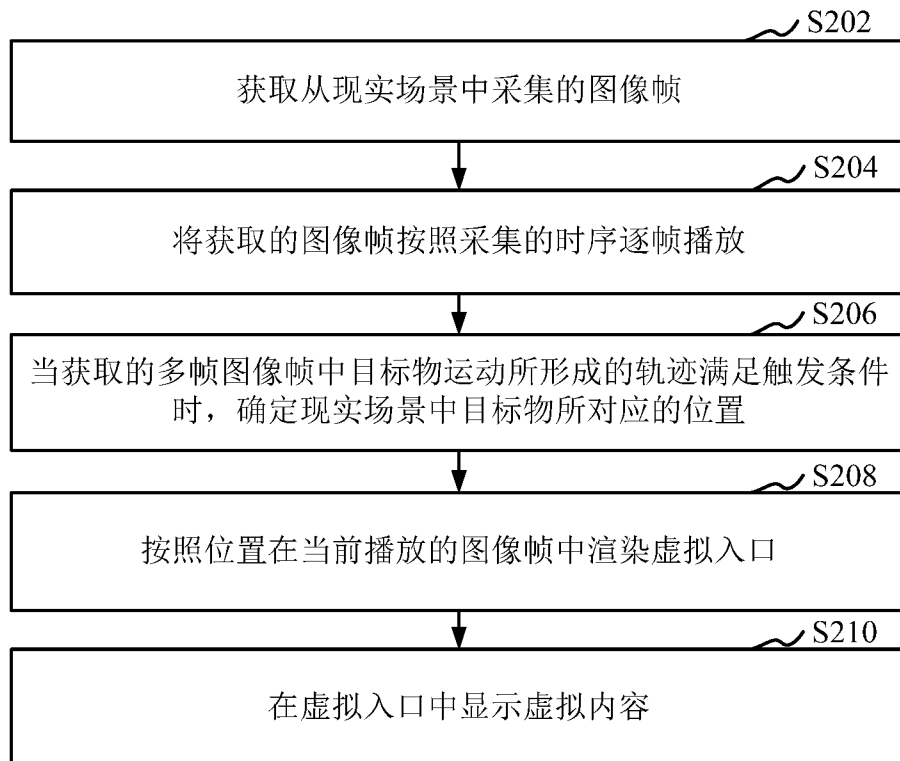 S202
获取从现实场景中采集的图像帧
S204
将获取的图像帧按照采集的时序逐帧播放
S206
当获取的多帧图像帧中目标物运动所形成的轨迹满足触发条件
时，确定现实场景中目标物所对应的位置
S208
按照位置在当前播放的图像帧中渲染虚拟入口
S210
在虚拟入口中显示虚拟内容